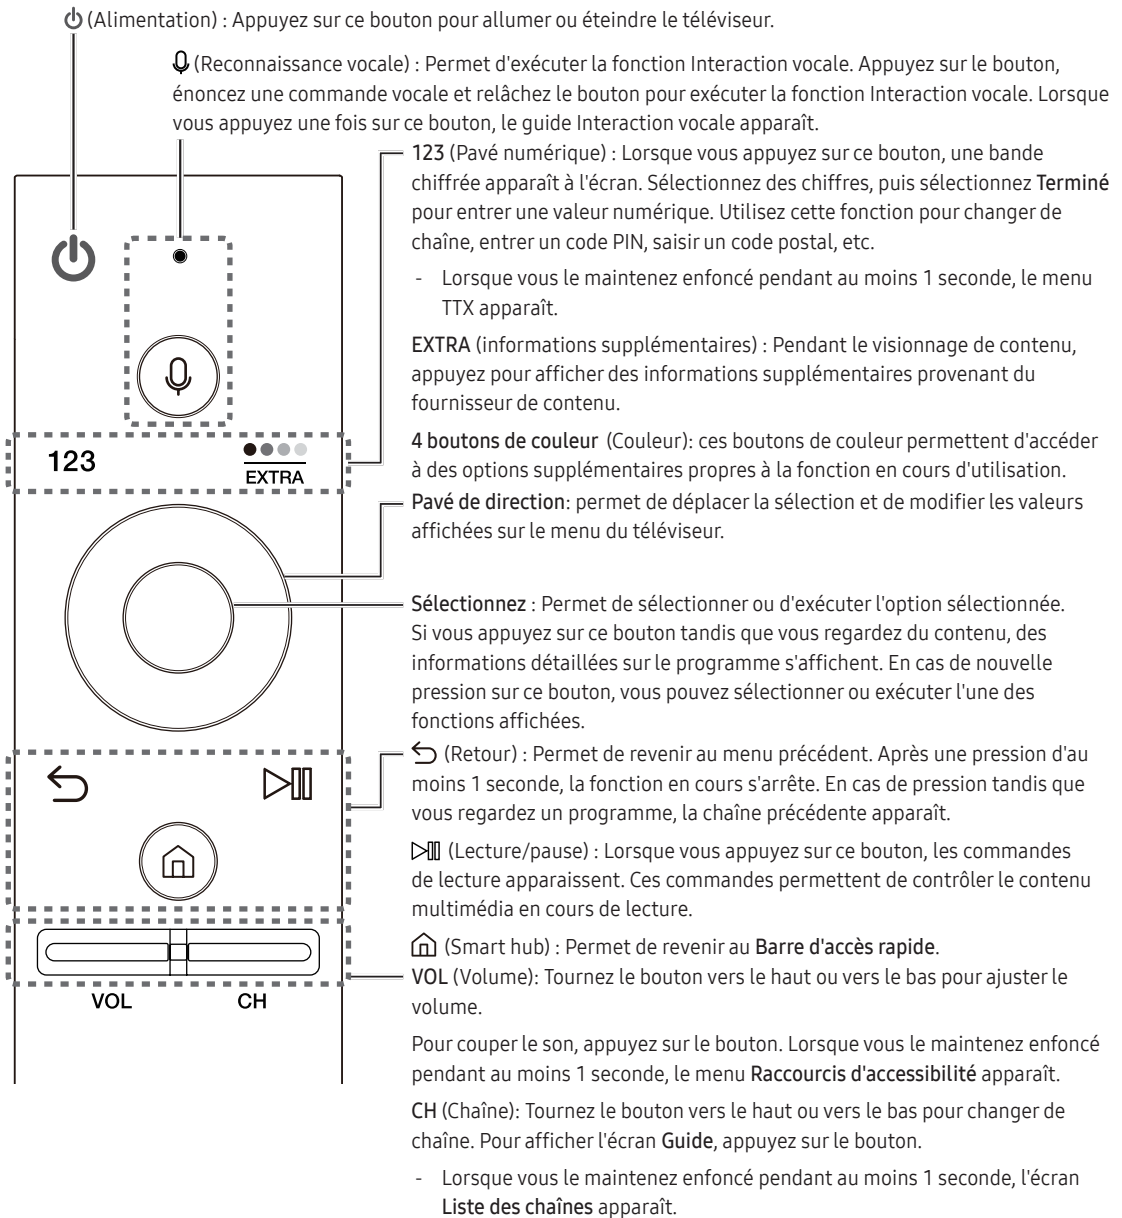 (Alimentation) : Appuyez sur ce bouton pour allumer ou éteindre le téléviseur.
(Reconnaissance vocale) : Permet d'exécuter la fonction Interaction vocale. Appuyez sur le bouton,
énoncez une commande vocale et relâchez le bouton pour exécuter la fonction Interaction vocale. Lorsque
vous appuyez une fois sur ce bouton, le guide Interaction vocale apparaît.
123 (Pavé numérique) : Lorsque vous appuyez sur ce bouton, une bande
chiffrée apparaît à l'écran. Sélectionnez des chiffres, puis sélectionnez Terminé
pour entrer une valeur numérique. Utilisez cette fonction pour changer de
chaîne, entrer un code PIN, saisir un code postal, etc.
- Lorsque vous le maintenez enfoncé pendant au moins 1 seconde, le menu
TTX apparaît.
EXTRA (informations supplémentaires) : Pendant le visionnage de contenu,
appuyez pour afficher des informations supplémentaires provenant du
fournisseur de contenu.
4 boutons de couleur (Couleur): ces boutons de couleur permettent d'accéder
à des options supplémentaires propres à la fonction en cours d'utilisation.
123
EXTRA
Pavé de direction: permet de déplacer la sélection et de modifier les valeurs
affichées sur le menu du téléviseur.
Sélectionnez : Permet de sélectionner ou d'exécuter l'option sélectionnée.
Si vous appuyez sur ce bouton tandis que vous regardez du contenu, des
informations détaillées sur le programme s'affichent. En cas de nouvelle
pression sur ce bouton, vous pouvez sélectionner ou exécuter l'une des
fonctions affichées.
(Retour) : Permet de revenir au menu précédent. Après une pression d'au
moins 1 seconde, la fonction en cours s'arrête. En cas de pression tandis que
vous regardez un programme, la chaîne précédente apparaît.
(Lecture/pause) : Lorsque vous appuyez sur ce bouton, les commandes
de lecture apparaissent. Ces commandes permettent de contrôler le contenu
multimédia en cours de lecture.
(Smart hub) : Permet de revenir au Barre d'accès rapide.
VOL (Volume): Tournez le bouton vers le haut ou vers le bas pour ajuster le
volume.
VOL
CH
Pour couper le son, appuyez sur le bouton. Lorsque vous le maintenez enfoncé
pendant au moins 1 seconde, le menu Raccourcis d'accessibilité apparaît.
CH (Chaîne): Tournez le bouton vers le haut ou vers le bas pour changer de
chaîne. Pour afficher l'écran Guide, appuyez sur le bouton.
- Lorsque vous le maintenez enfoncé pendant au moins 1 seconde, l'écran
Liste des chaînes apparaît.